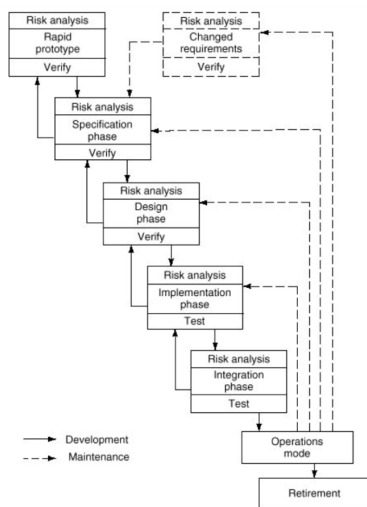 Risk analysis
Rapid
prototype
Verify
Risk analysis
Changed
requirements
Verify
Risk analysis
Specification
phase
Verify
Risk analysis
Design
phase
Verify
Risk analysis
Implementation
phase
Test
Risk analysis
Integration
phase
Test
Development
Maintenance
Operations
mode
Retirement